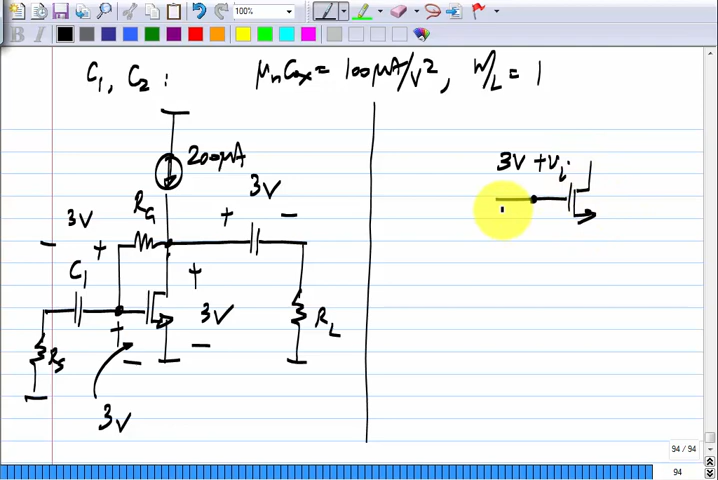 100%
C1, C2 : μnCox = 100μA/V², W/L = 1
200μA
3V + vi
RG
3V
3V
+ −
− +
C1
+
3V
−
+
−
RS
RL
3V
94 / 94
94